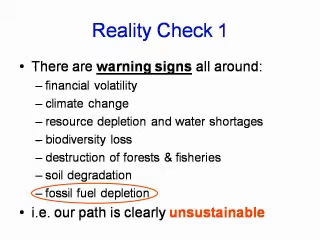 Reality Check 1
• There are warning signs all around:
– financial volatility
– climate change
– resource depletion and water shortages
– biodiversity loss
– destruction of forests & fisheries
– soil degradation
– fossil fuel depletion
• i.e. our path is clearly unsustainable